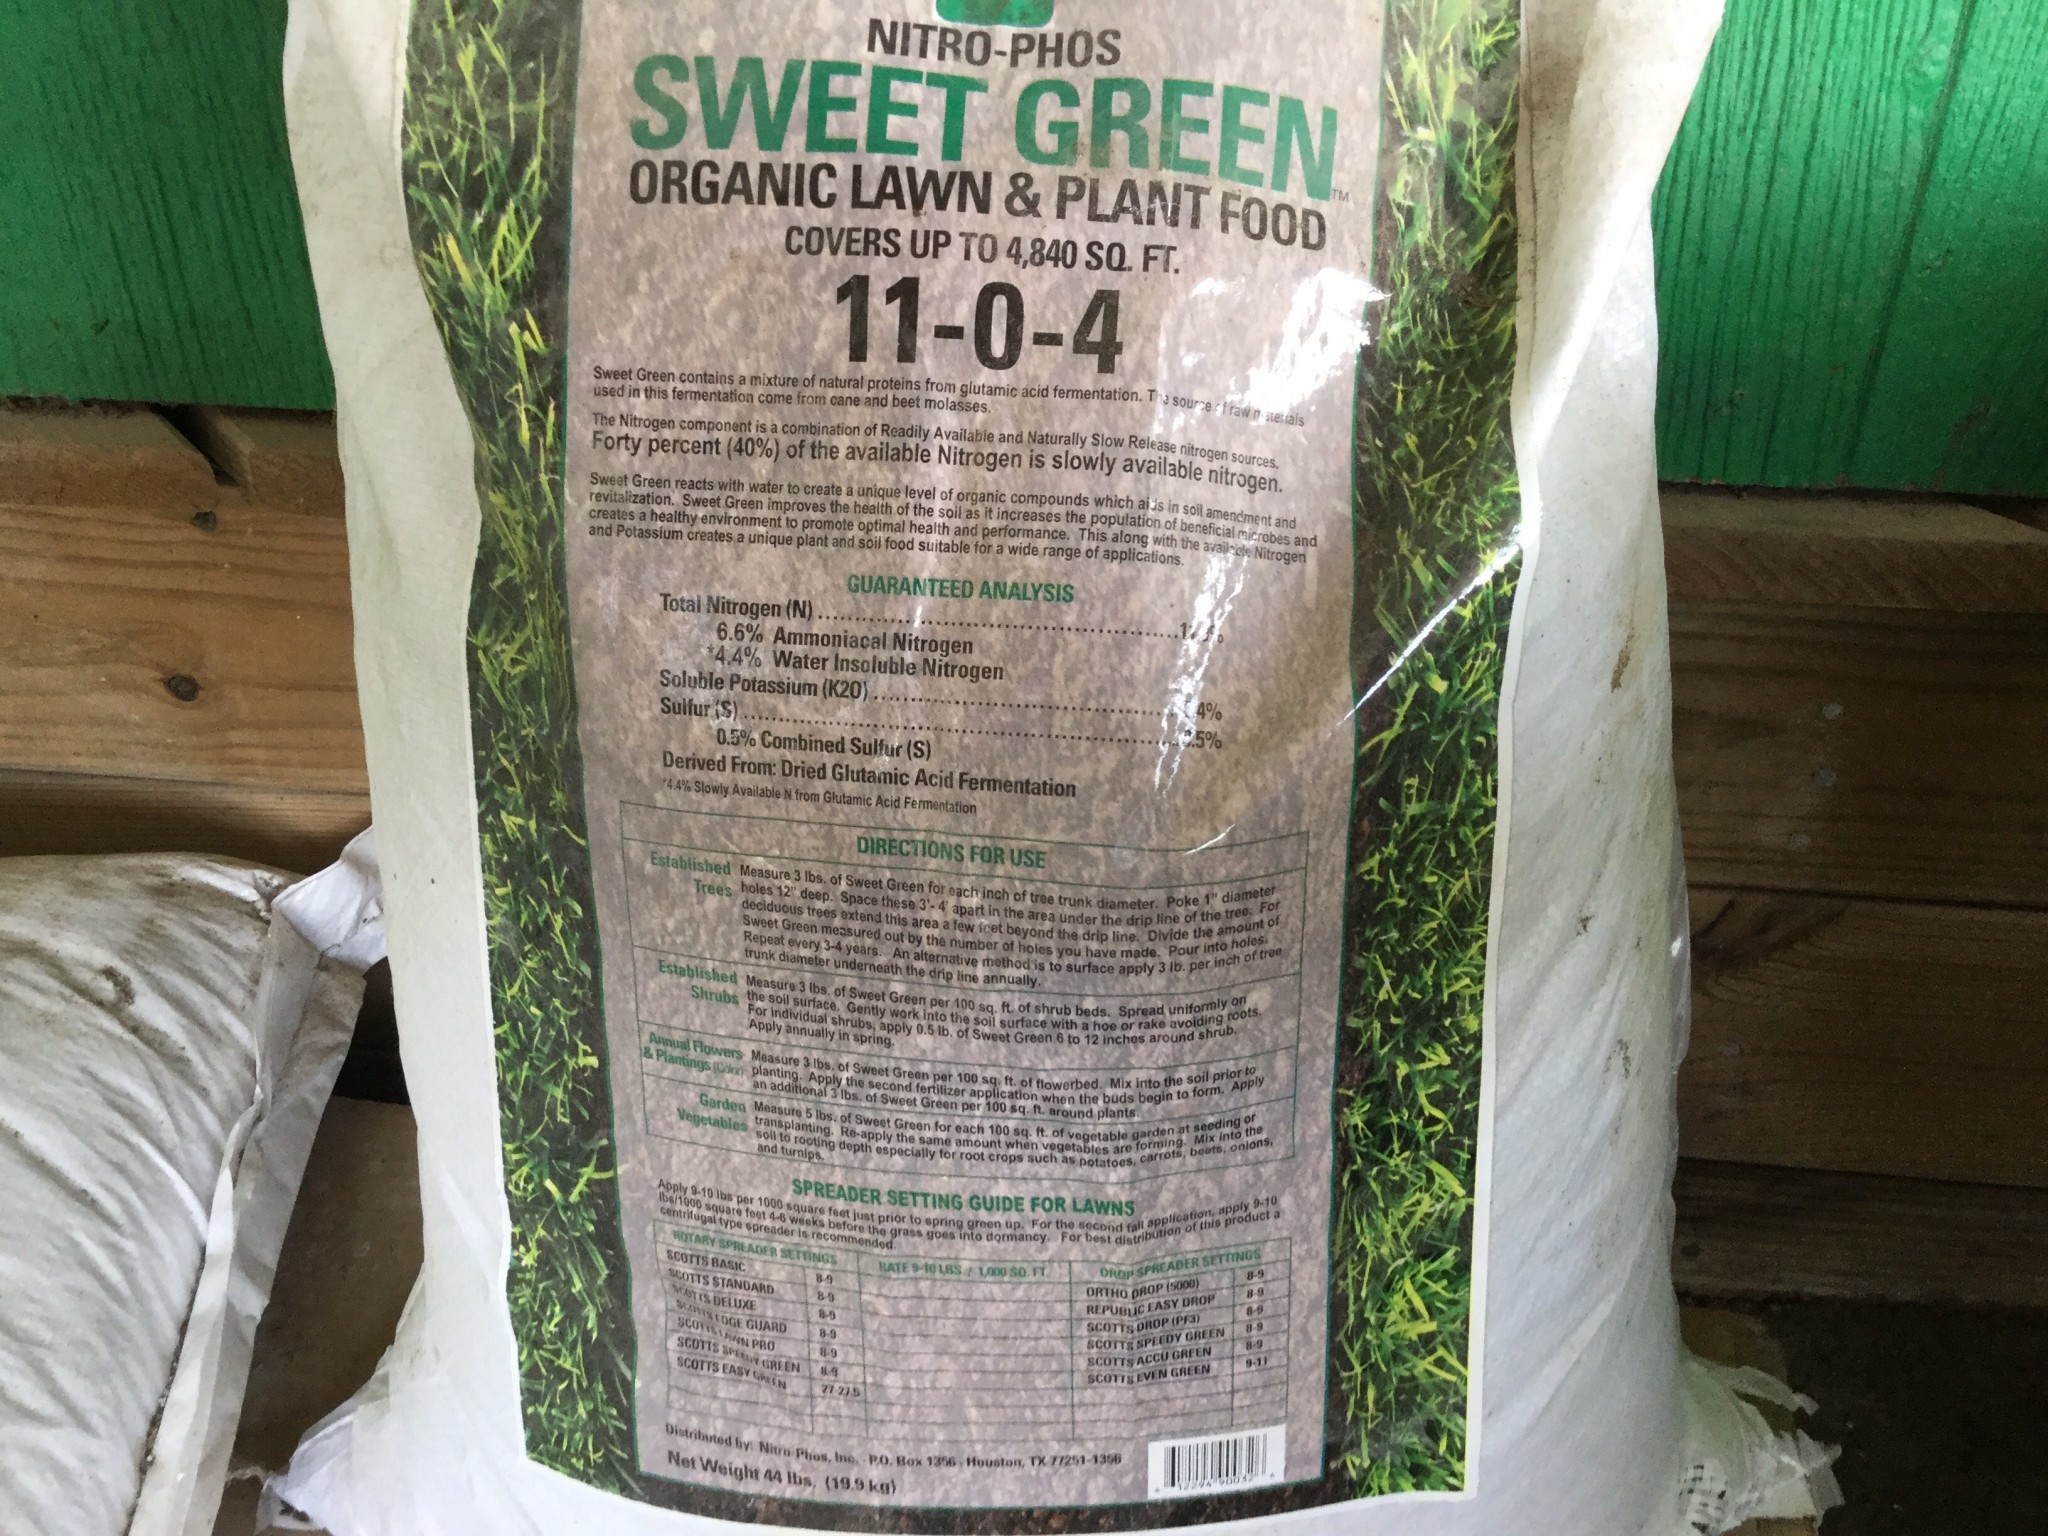 NITRO-PHOS
SWEET GREEN™
ORGANIC LAWN & PLANT FOOD
COVERS UP TO 4,840 SQ. FT.
11-0-4
Sweet Green contains a mixture of natural proteins from glutamic acid fermentation. The source of raw materials
used in this fermentation come from cane and beet molasses.
The Nitrogen component is a combination of Readily Available and Naturally Slow Release nitrogen sources.
Forty percent (40%) of the available Nitrogen is slowly available nitrogen.
Sweet Green reacts with water to create a unique level of organic compounds which aids in soil amendment and
revitalization. Sweet Green improves the health of the soil as it increases the population of beneficial microbes and
creates a healthy environment to promote optimal health and performance. This along with the available Nitrogen
and Potassium creates a unique plant and soil food suitable for a wide range of applications.
GUARANTEED ANALYSIS
Total Nitrogen (N)
6.6% Ammoniacal Nitrogen
*4.4% Water Insoluble Nitrogen
Soluble Potassium (K2O) 4%
Sulfur (S) .5%
0.5% Combined Sulfur (S)
Derived From: Dried Glutamic Acid Fermentation
*4.4% Slowly Available N from Glutamic Acid Fermentation
DIRECTIONS FOR USE
Established Trees Measure 3 lbs. of Sweet Green for each inch of tree trunk diameter. Poke 1" diameter
holes 12" deep. Space these 3'- 4' apart in the area under the drip line of the tree. For
deciduous trees extend this area a few feet beyond the drip line. Divide the amount of
Sweet Green measured out by the number of holes you have made. Pour into holes.
Repeat every 3-4 years. An alternative method is to surface apply 3 lb. per inch of tree
trunk diameter underneath the drip line annually.
Established Shrubs Measure 3 lbs. of Sweet Green per 100 sq. ft. of shrub beds. Spread uniformly on
the soil surface. Gently work into the soil surface with a hoe or rake avoiding roots.
For individual shrubs, apply 0.5 lb. of Sweet Green 6 to 12 inches around shrub.
Apply annually in spring.
Annual Flowers & Plantings (Color) Measure 3 lbs. of Sweet Green per 100 sq. ft. of flowerbed. Mix into the soil prior to
planting. Apply the second fertilizer application when the buds begin to form. Apply
an additional 3 lbs. of Sweet Green per 100 sq. ft. around plants.
Garden Vegetables Measure 5 lbs. of Sweet Green for each 100 sq. ft. of vegetable garden at seeding or
transplanting. Re-apply the same amount when vegetables are forming. Mix into the
soil to rooting depth especially for root crops such as potatoes, carrots, beets, onions,
and turnips.
SPREADER SETTING GUIDE FOR LAWNS
Apply 9-10 lbs per 1000 square feet just prior to spring green up. For the second fall application, apply 9-10
lbs/1000 square feet 4-6 weeks before the grass goes into dormancy. For best distribution of this product a
centrifugal type spreader is recommended.
ROTARY SPREADER SETTINGS RATE 9-10 LBS / 1,000 SQ. FT. DROP SPREADER SETTINGS
SCOTTS BASIC 8-9 ORTHO DROP (5000) 8-9
SCOTTS STANDARD 8-9 REPUBLIC EASY DROP 8-9
SCOTTS DELUXE 8-9 SCOTTS DROP (PF3) 8-9
SCOTTS EDGE GUARD 8-9 SCOTTS SPEEDY GREEN 8-9
SCOTTS LAWN PRO 8-9 SCOTTS ACCU GREEN 8-9
SCOTTS SPEEDY GREEN 8-9 SCOTTS EVEN GREEN 9-11
SCOTTS EASY GREEN 27-27.5
Distributed by: Nitro-Phos, Inc. - P.O. Box 1356 - Houston, TX 77251-1356
Net Weight 44 lbs. (19.9 kg)